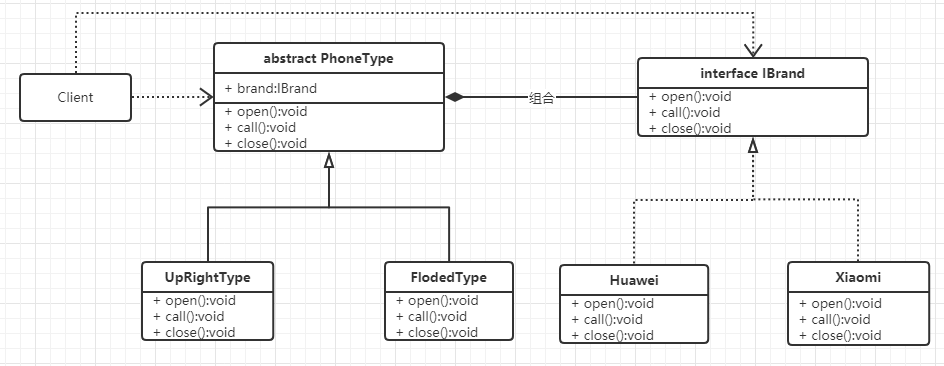 Client
abstract PhoneType
+ brand:IBrand
+ open():void
+ call():void
+ close():void
组合
interface IBrand
+ open():void
+ call():void
+ close():void
UpRightType
+ open():void
+ call():void
+ close():void
FlodedType
+ open():void
+ call():void
+ close():void
Huawei
+ open():void
+ call():void
+ close():void
Xiaomi
+ open():void
+ call():void
+ close():void